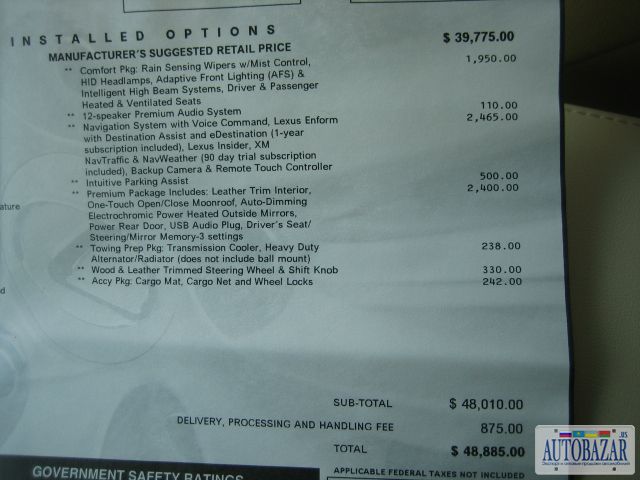 INSTALLED OPTIONS
MANUFACTURER'S SUGGESTED RETAIL PRICE $ 39,775.00
** Comfort Pkg: Rain Sensing Wipers w/Mist Control, 1,950.00
HID Headlamps, Adaptive Front Lighting (AFS) &
Intelligent High Beam Systems, Driver & Passenger
Heated & Ventilated Seats
** 12-speaker Premium Audio System 110.00
** Navigation System with Voice Command, Lexus Enform 2,465.00
with Destination Assist and eDestination (1-year
subscription included), Lexus Insider, XM
NavTraffic & NavWeather (90 day trial subscription
included), Backup Camera & Remote Touch Controller
** Intuitive Parking Assist 500.00
** Premium Package Includes: Leather Trim Interior, 2,400.00
One-Touch Open/Close Moonroof, Auto-Dimming
ature
Electrochromic Power Heated Outside Mirrors,
Power Rear Door, USB Audio Plug, Driver's Seat/
Steering/Mirror Memory-3 settings
** Towing Prep Pkg: Transmission Cooler, Heavy Duty 238.00
Alternator/Radiator (does not include ball mount)
** Wood & Leather Trimmed Steering Wheel & Shift Knob 330.00
** Accy Pkg: Cargo Mat, Cargo Net and Wheel Locks 242.00
d
SUB-TOTAL $ 48,010.00
DELIVERY, PROCESSING AND HANDLING FEE 875.00
TOTAL $ 48,885.00
APPLICABLE FEDERAL TAXES NOT INCLUDED
GOVERNMENT SAFETY RATINGS
.US
AUTOBAZAR